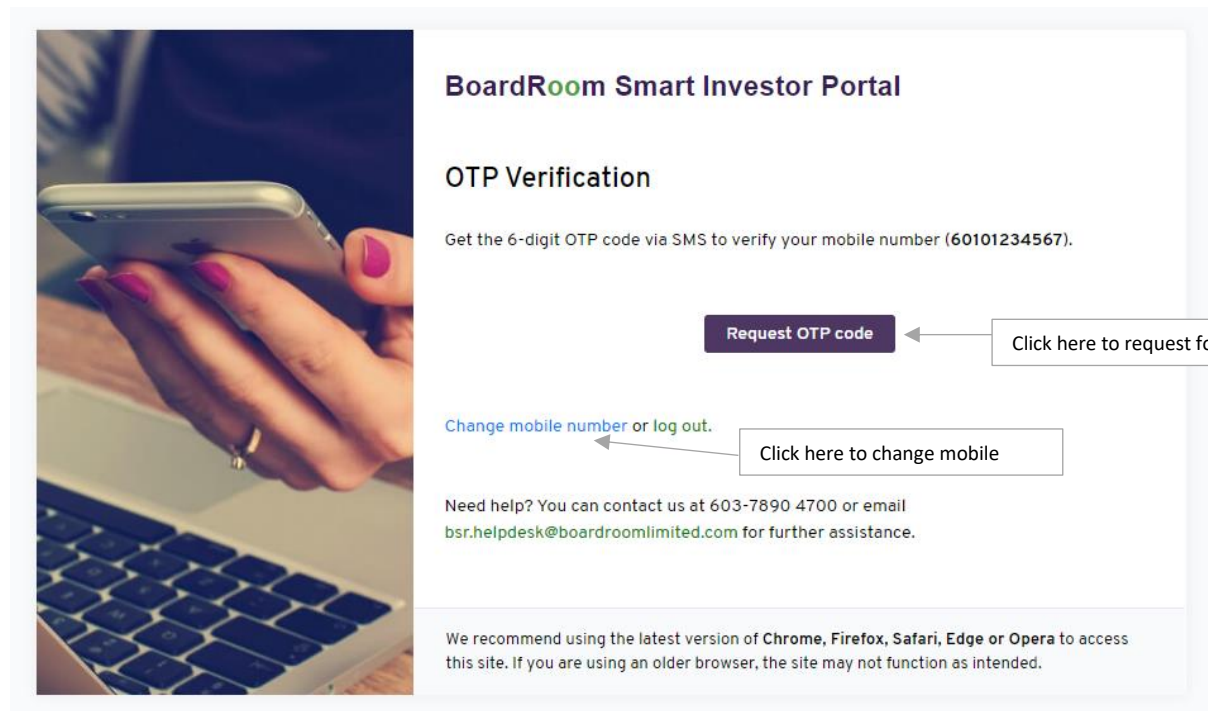 BoardRoom Smart Investor Portal
OTP Verification
Get the 6-digit OTP code via SMS to verify your mobile number (60101234567).
Request OTP code
Click here to request
Change mobile number or log out.
Click here to change mobile
Need help? You can contact us at 603-7890 4700 or email
bsr.helpdesk@boardroomlimited.com for further assistance.
We recommend using the latest version of Chrome, Firefox, Safari, Edge or Opera to access
this site. If you are using an older browser, the site may not function as intended.